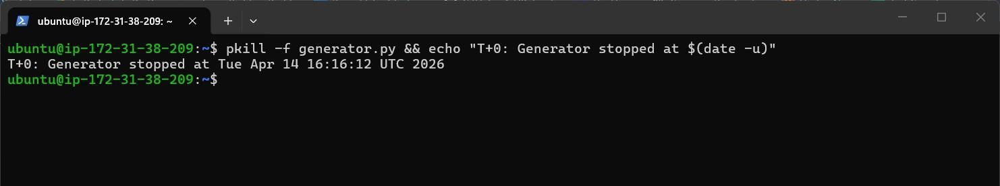 ubuntu@ip-172-31-38-209: ~
ubuntu@ip-172-31-38-209:~$ pkill -f generator.py && echo "T+0: Generator stopped at $(date -u)"
T+0: Generator stopped at Tue Apr 14 16:16:12 UTC 2026
ubuntu@ip-172-31-38-209:~$